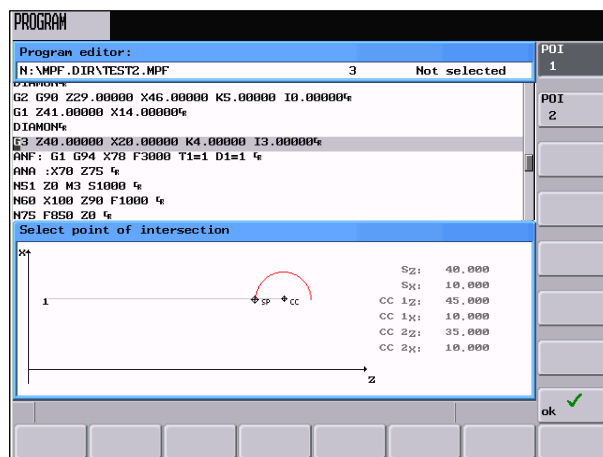 PROGRAM
Program editor:
N:\MPF.DIR\TEST2.MPF 3 Not selected
DIAMON
G2 G90 Z29.00000 X46.00000 K5.00000 I0.00000
G1 Z41.00000 X14.00000
DIAMON
G3 Z40.00000 X20.00000 K4.00000 I3.00000
ANF: G1 G94 X78 F3000 T1=1 D1=1
ANA :X70 Z75
N51 Z0 M3 S1000
N60 X100 Z90 F1000
N75 F850 Z0
Select point of intersection
X
1
SP
CC
Z
SZ: 40.000
SX: 10.000
CC 1Z: 45.000
CC 1X: 10.000
CC 2Z: 35.000
CC 2X: 10.000
POI
1
POI
2
ok